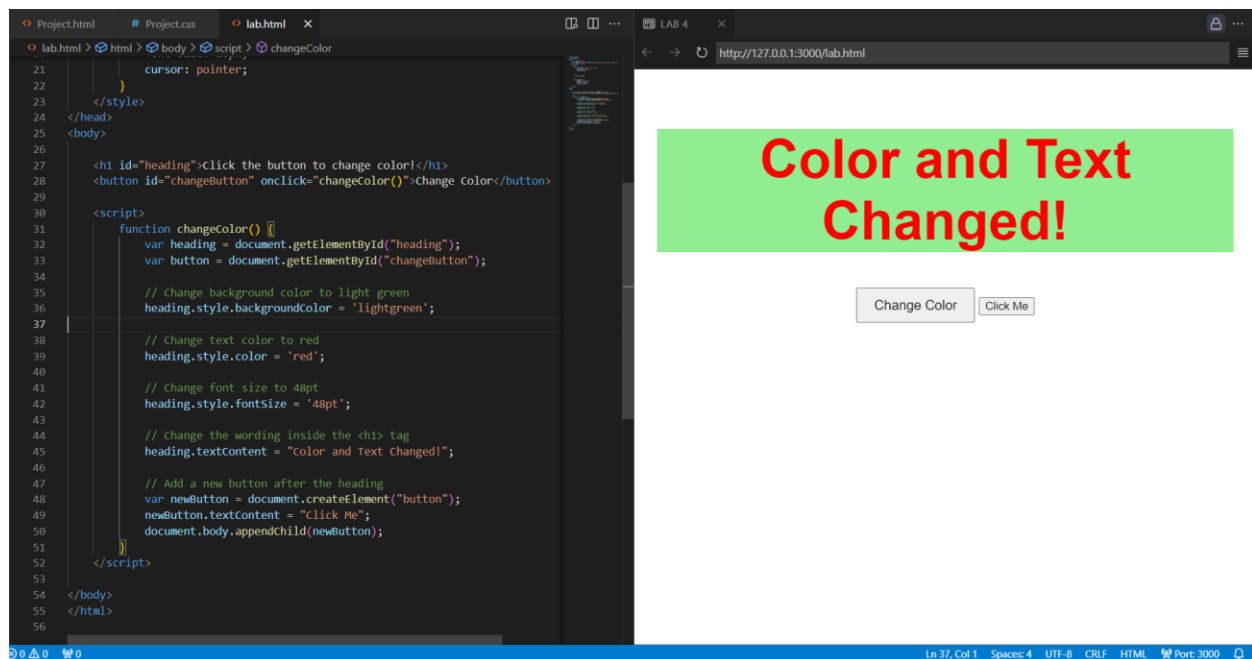 Project.html
Project.css
lab.html
lab.html > html > body > script > changeColor
21 cursor: pointer;
22 }
23 </style>
24 </head>
25 <body>
26
27 <h1 id="heading">Click the button to change color!</h1>
28 <button id="changeButton" onclick="changeColor()">Change Color</button>
29
30 <script>
31 function changeColor() {
32 var heading = document.getElementById("heading");
33 var button = document.getElementById("changeButton");
34
35 // Change background color to light green
36 heading.style.backgroundColor = 'lightgreen';
37
38 // Change text color to red
39 heading.style.color = 'red';
40
41 // Change font size to 48pt
42 heading.style.fontSize = '48pt';
43
44 // Change the wording inside the <h1> tag
45 heading.textContent = "Color and Text Changed!";
46
47 // Add a new button after the heading
48 var newButton = document.createElement("button");
49 newButton.textContent = "Click Me";
50 document.body.appendChild(newButton);
51 }
52 </script>
53
54 </body>
55 </html>
56
LAB 4
http://127.0.0.1:3000/lab.html
Color and Text
Changed!
Change Color
Click Me
0 0 0
Ln 37, Col 1 Spaces: 4 UTF-8 CRLF HTML Port: 3000